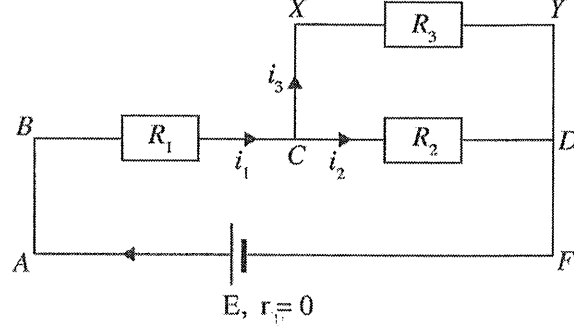 X R₃ Y
i₃
B R₁ i₁ C i₂ R₂ D
A F
E, r = 0